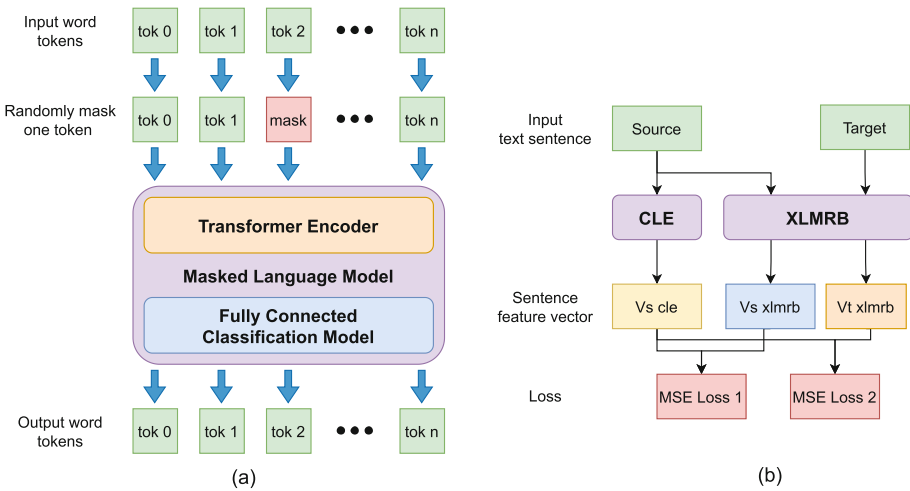 Input word
tokens
tok 0 tok 1 tok 2 ••• tok n
Randomly mask
one token
tok 0 tok 1 mask ••• tok n
Transformer Encoder
Masked Language Model
Fully Connected
Classification Model
Output word
tokens
tok 0 tok 1 tok 2 ••• tok n
(a)
Input
text sentence
Source Target
CLE XLMRB
Sentence
feature vector
Vs cle Vs xlmrb Vt xlmrb
Loss
MSE Loss 1 MSE Loss 2
(b)